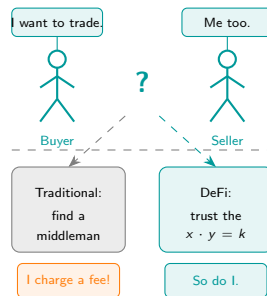 I want to trade.
Me too.
?
Buyer
Seller
Traditional:
find a
middleman
DeFi:
trust the
x · y = k
I charge a fee!
So do I.